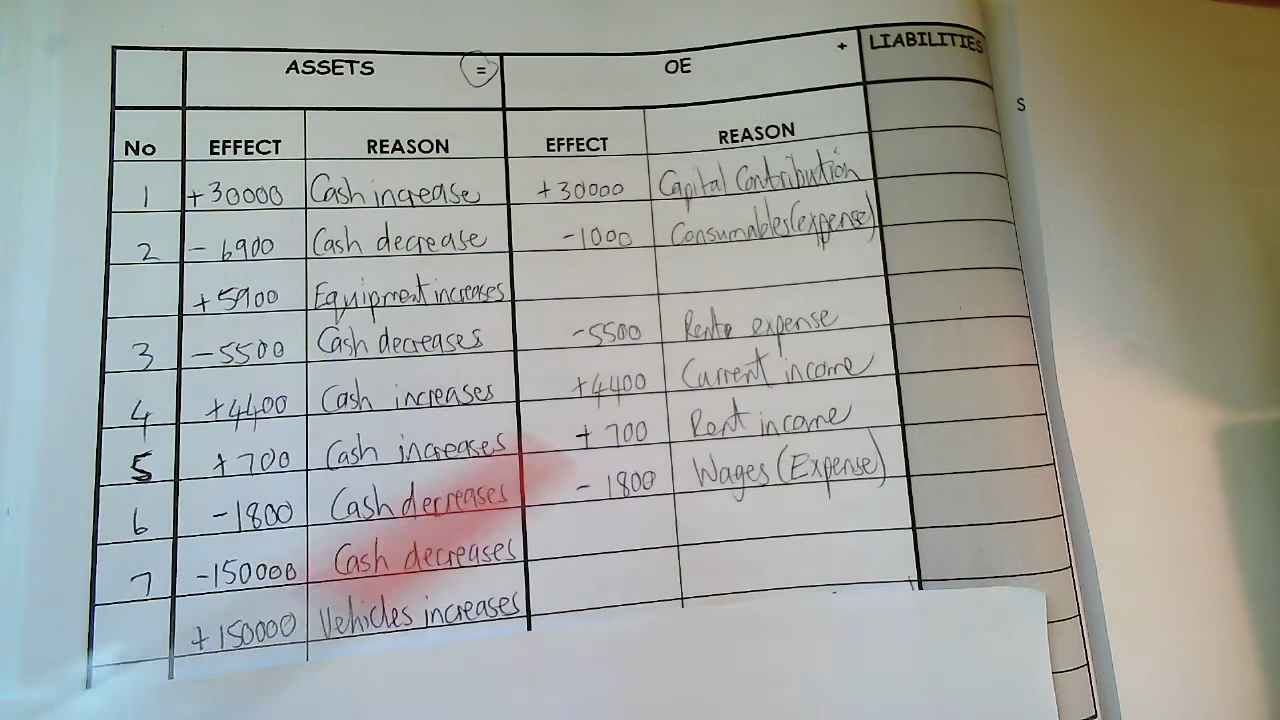 ASSETS = OE + LIABILITIES
No EFFECT REASON EFFECT REASON
1 +30000 Cash increase +30000 Capital Contribution
2 -6900 Cash decrease -1000 Consumables(expense)
+5900 Equipment increases
3 -5500 Cash decreases -5500 Rent expense
4 +4400 Cash increases +4400 Current income
5 +700 Cash increases +700 Rent income
6 -1800 Cash decreases -1800 Wages (Expense)
7 -150000 Cash decreases
+150000 Vehicles increases
S